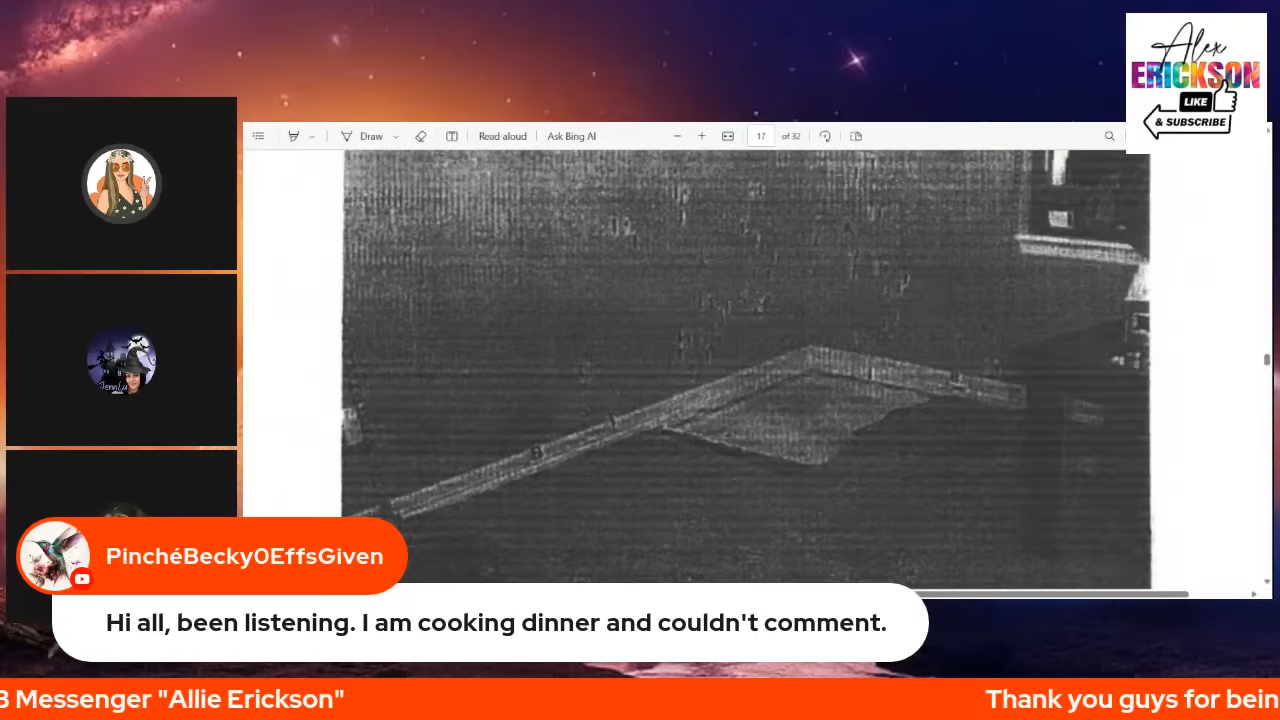 Alex
ERICKSON
LIKE
& SUBSCRIBE
Draw
Read aloud
Ask Bing AI
17
of 32
JennLu
B
B
PinchéBecky0EffsGiven
Hi all, been listening. I am cooking dinner and couldn't comment.
B Messenger "Allie Erickson"
Thank you guys for bein